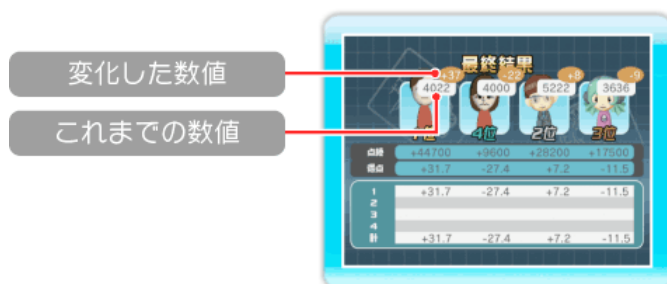 変化した数値
これまでの数値
最終結果
+37 -22 +8 -9
4022 4000 5222 3636
1位 4位 2位 3位
点棒 +44700 +9600 +28200 +17500
得点 +31.7 -27.4 +7.2 -11.5
1 +31.7 -27.4 +7.2 -11.5
2
3
4
計 +31.7 -27.4 +7.2 -11.5